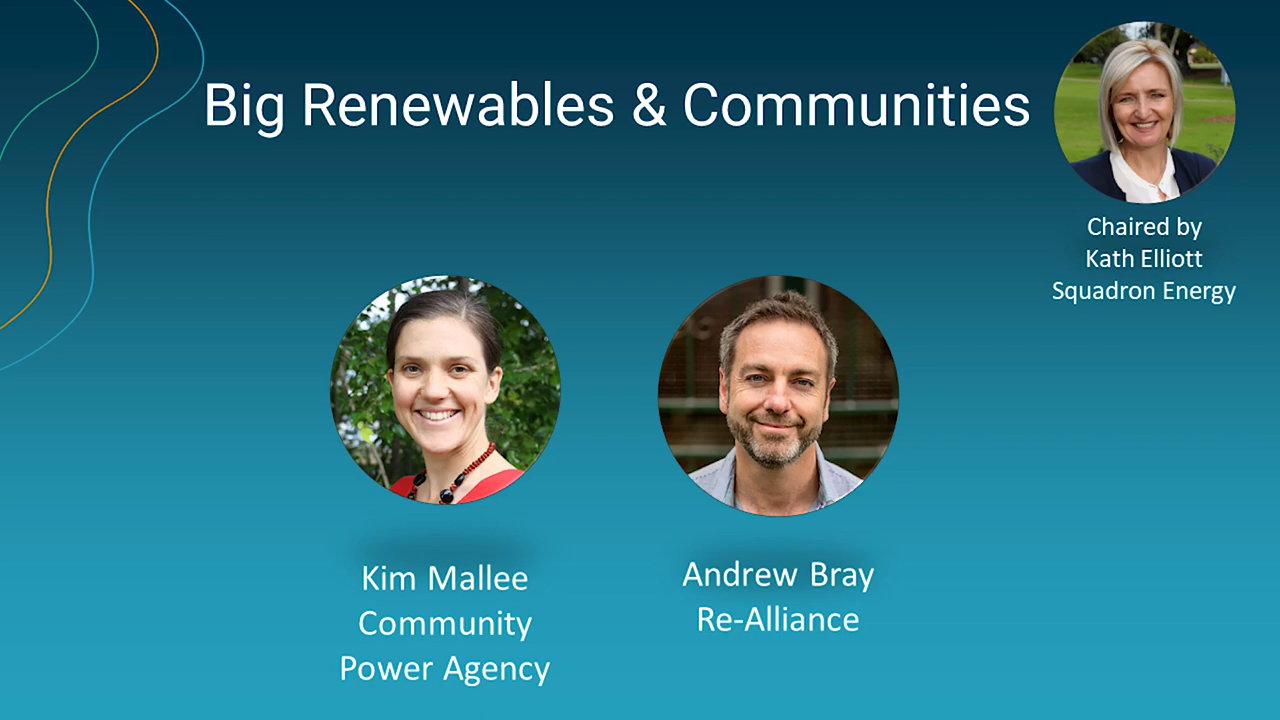 Big Renewables & Communities
Chaired by
Kath Elliott
Squadron Energy
Kim Mallee
Community
Power Agency
Andrew Bray
Re-Alliance